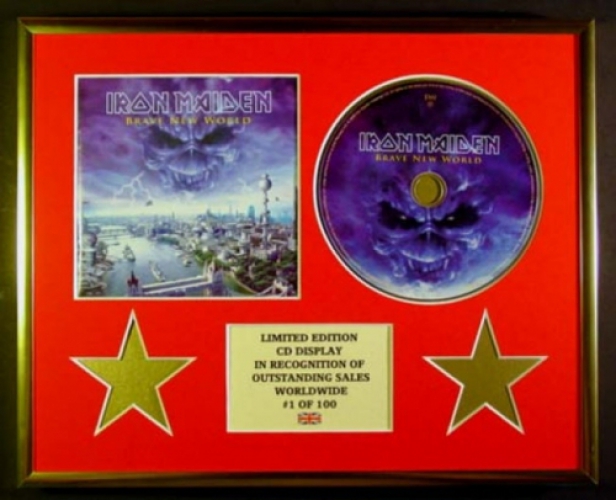 IRON MAIDEN
BRAVE NEW WORLD
IRON MAIDEN
BRAVE NEW WORLD
LIMITED EDITION
CD DISPLAY
IN RECOGNITION OF
OUTSTANDING SALES
WORLDWIDE
#1 OF 100